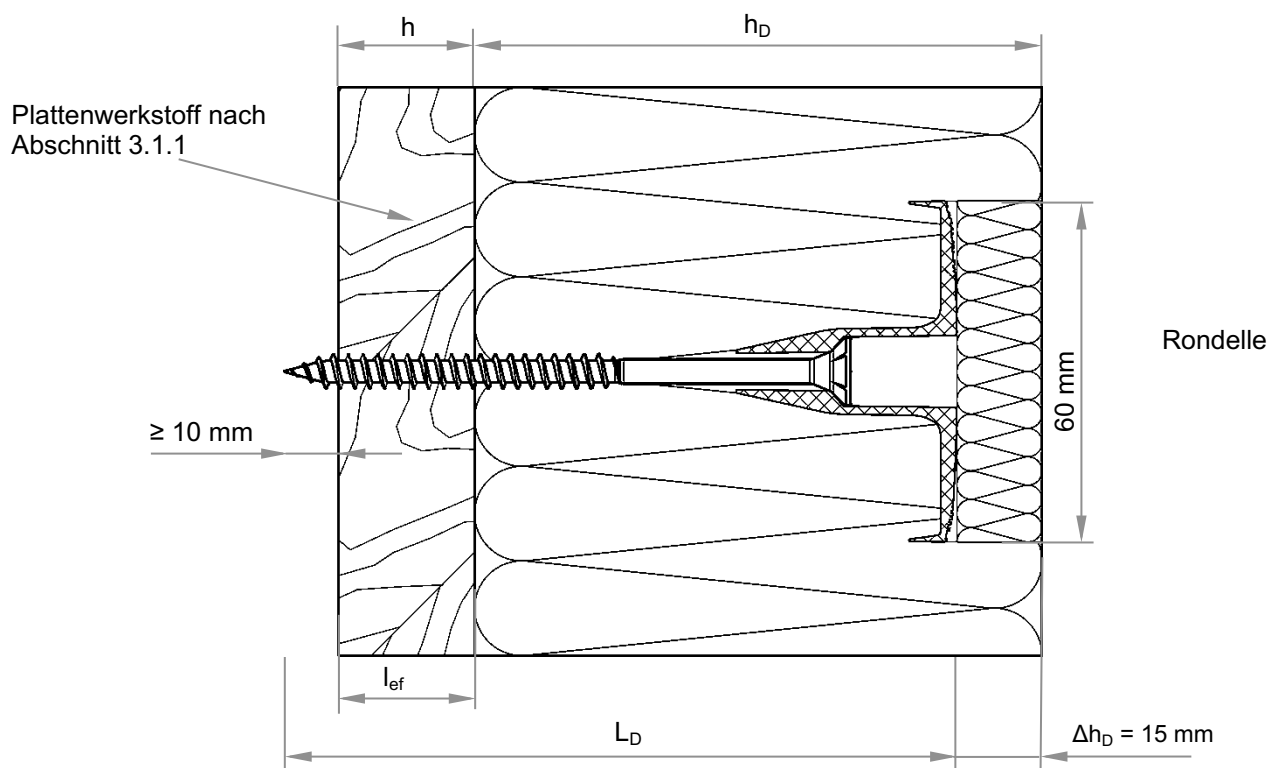 h
h_D
Plattenwerkstoff nach
Abschnitt 3.1.1
Rondelle
60 mm
≥ 10 mm
l_ef
L_D
Δh_D = 15 mm